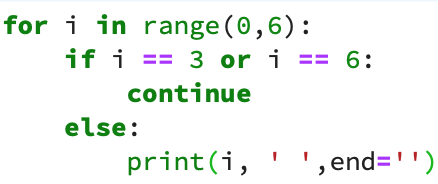 for i in range(0,6):
    if i == 3 or i == 6:
        continue
    else:
        print(i, ' ',end='')